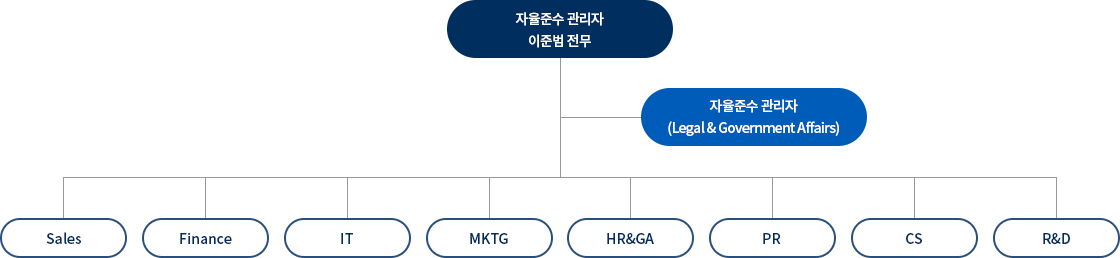 자율준수 관리자
이준범 전무
자율준수 관리자
(Legal & Government Affairs)
Sales
Finance
IT
MKTG
HR&GA
PR
CS
R&D